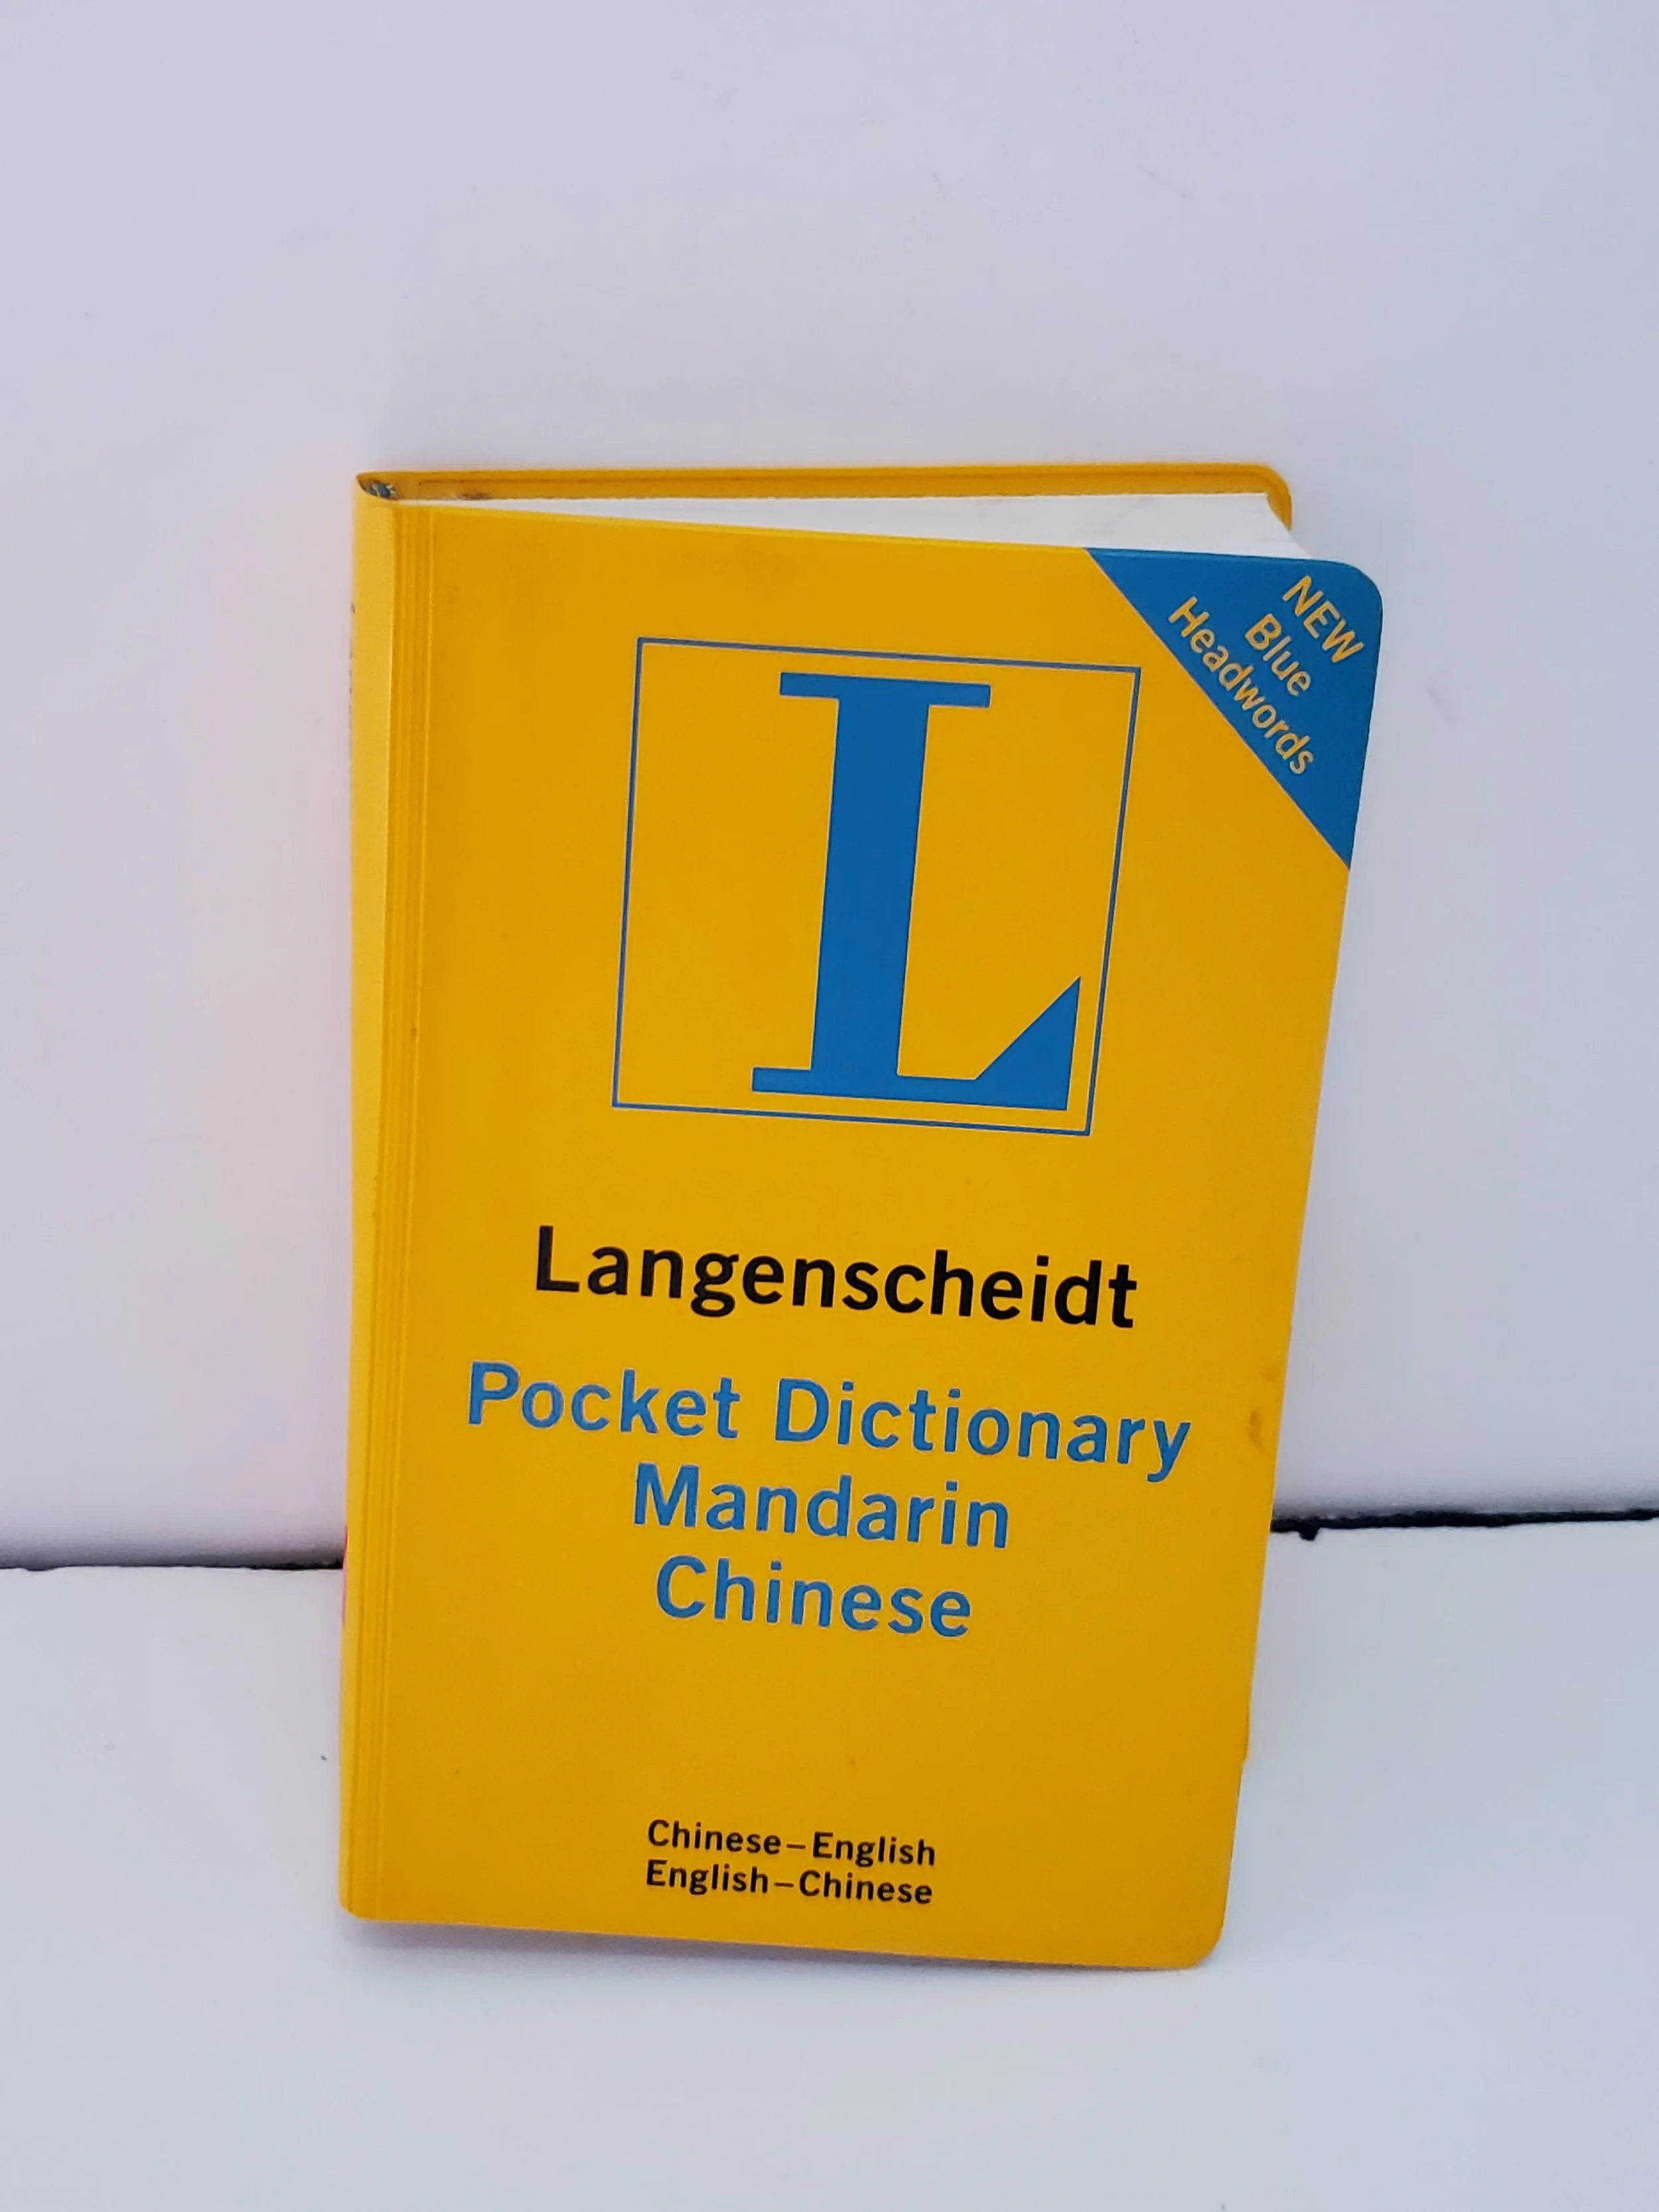 NEW
Blue
Headwords
L
Langenscheidt
Pocket Dictionary
Mandarin
Chinese
Chinese–English
English–Chinese